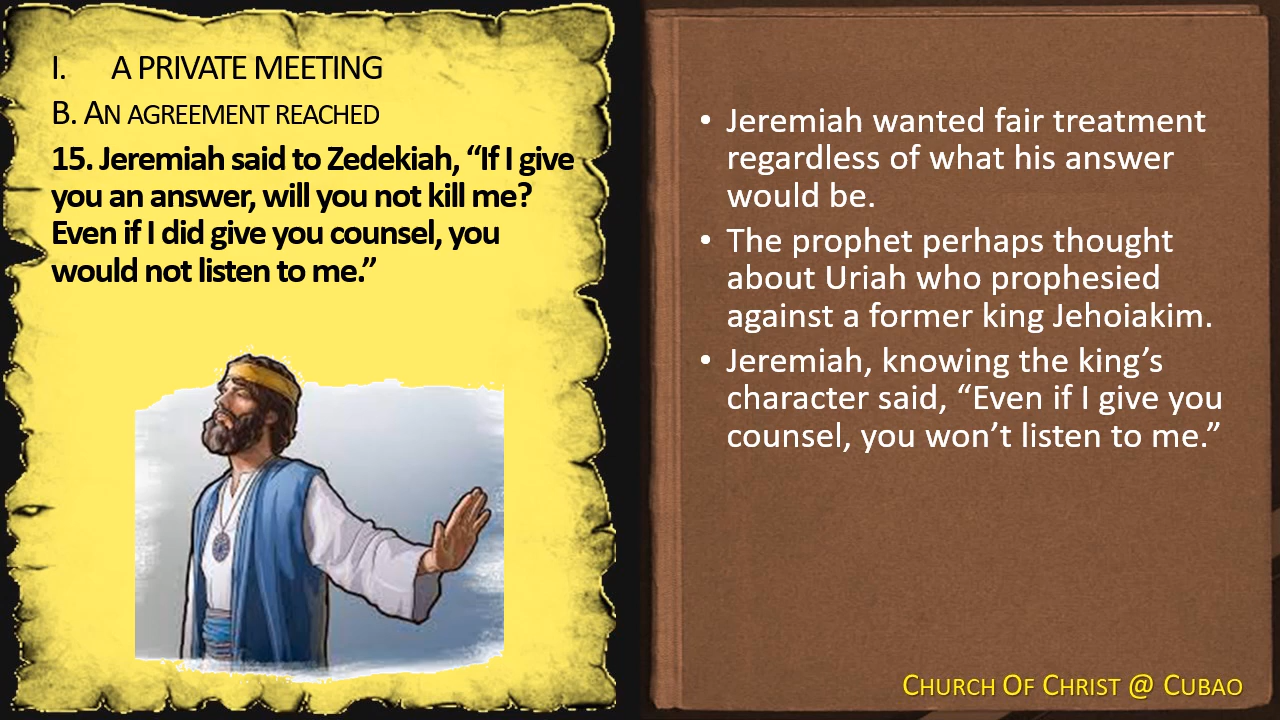 I. A PRIVATE MEETING
B. AN AGREEMENT REACHED
15. Jeremiah said to Zedekiah, “If I give
you an answer, will you not kill me?
Even if I did give you counsel, you
would not listen to me.”
• Jeremiah wanted fair treatment
regardless of what his answer
would be.
• The prophet perhaps thought
about Uriah who prophesied
against a former king Jehoiakim.
• Jeremiah, knowing the king’s
character said, “Even if I give you
counsel, you won’t listen to me.”
CHURCH OF CHRIST @ CUBAO